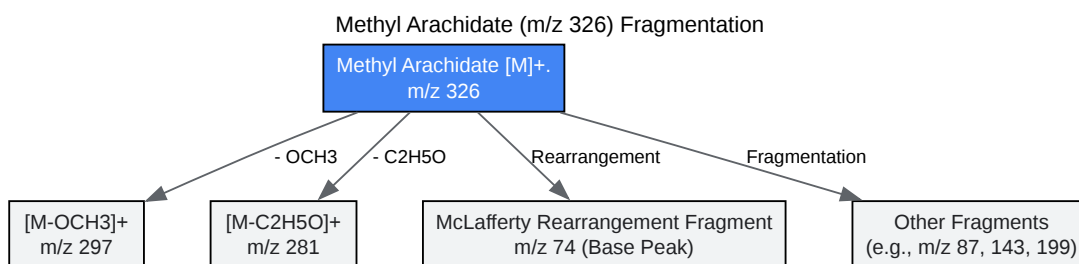 Methyl Arachidate (m/z 326) Fragmentation
Methyl Arachidate [M]+.
m/z 326
- OCH3
- C2H5O
Rearrangement
Fragmentation
[M-OCH3]+
m/z 297
[M-C2H5O]+
m/z 281
McLafferty Rearrangement Fragment
m/z 74 (Base Peak)
Other Fragments
(e.g., m/z 87, 143, 199)